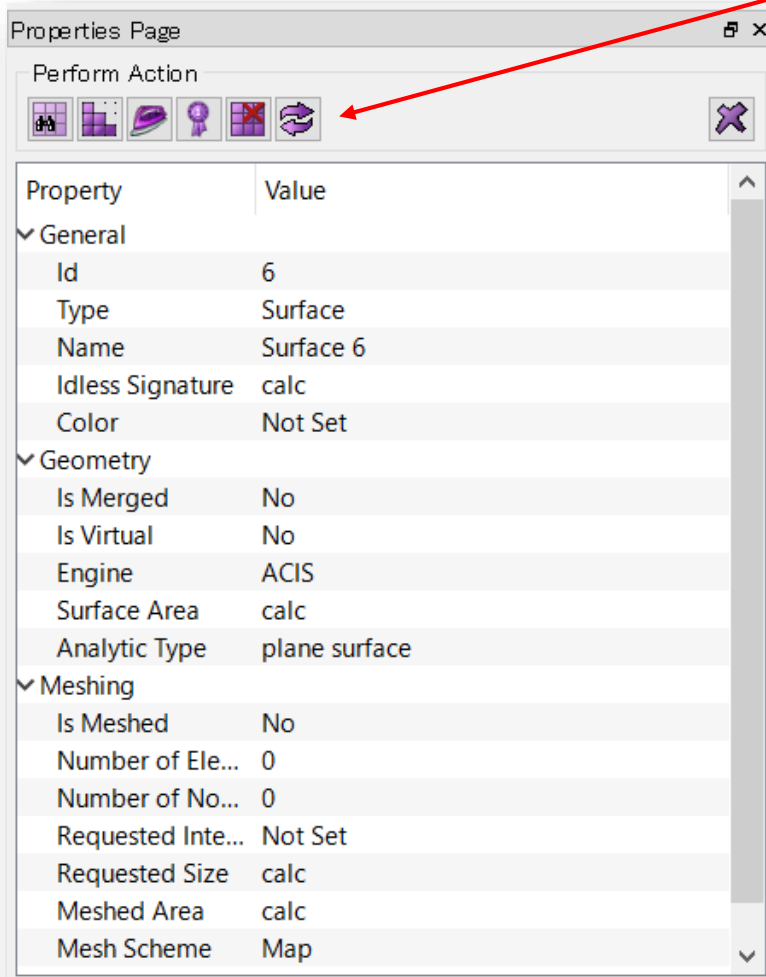 Properties Page
Perform Action
Property Value
General
Id 6
Type Surface
Name Surface 6
Idless Signature calc
Color Not Set
Geometry
Is Merged No
Is Virtual No
Engine ACIS
Surface Area calc
Analytic Type plane surface
Meshing
Is Meshed No
Number of Ele... 0
Number of No... 0
Requested Inte... Not Set
Requested Size calc
Meshed Area calc
Mesh Scheme Map